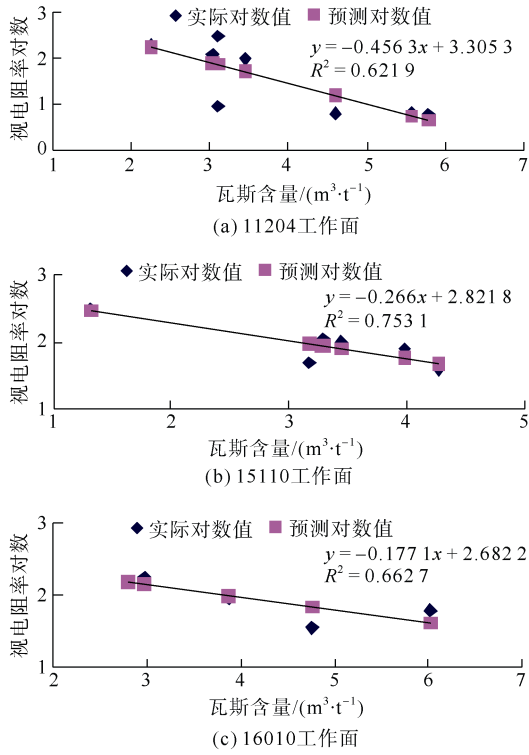 3
实际对数值 预测对数值
y=-0.456 3x+3.305 3
R²=0.621 9
2
1
0
1 2 3 4 5 6 7
视电阻率对数
瓦斯含量/(m³·t⁻¹)
(a) 11204工作面
3
实际对数值 预测对数值
y=-0.266x+2.821 8
R²=0.753 1
2
1
1 2 3 4 5
视电阻率对数
瓦斯含量/(m³·t⁻¹)
(b) 15110工作面
3
实际对数值 预测对数值
y=-0.177 1x+2.682 2
R²=0.662 7
2
1
2 3 4 5 6 7
视电阻率对数
瓦斯含量/(m³·t⁻¹)
(c) 16010工作面